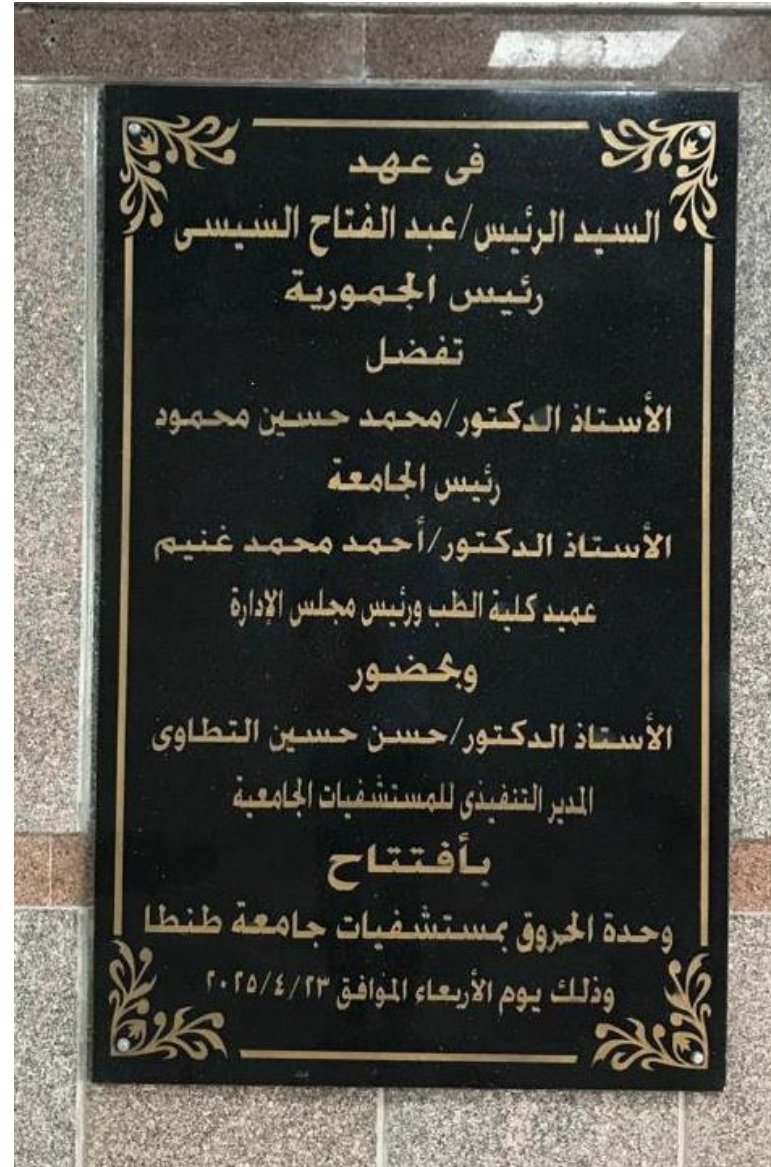 فى عهد
السيد الرئيس/عبد الفتاح السيسى
رئيس الجمورية
تفضل
الأستاذ الدكتور/محمد حسين محمود
رئيس الجامعة
الأستاذ الدكتور/أحمد محمد غنيم
عميد كلية الطب ورئيس مجلس الإدارة
وبحضور
الأستاذ الدكتور/حسن حسين التطاوى
المدير التنفيذى للمستشفيات الجامعية
بأفتتاح
وحدة الحروق بمستشفيات جامعة طنطا
وذلك يوم الأربعاء الموافق ٢٠٢٥/٤/٢٣